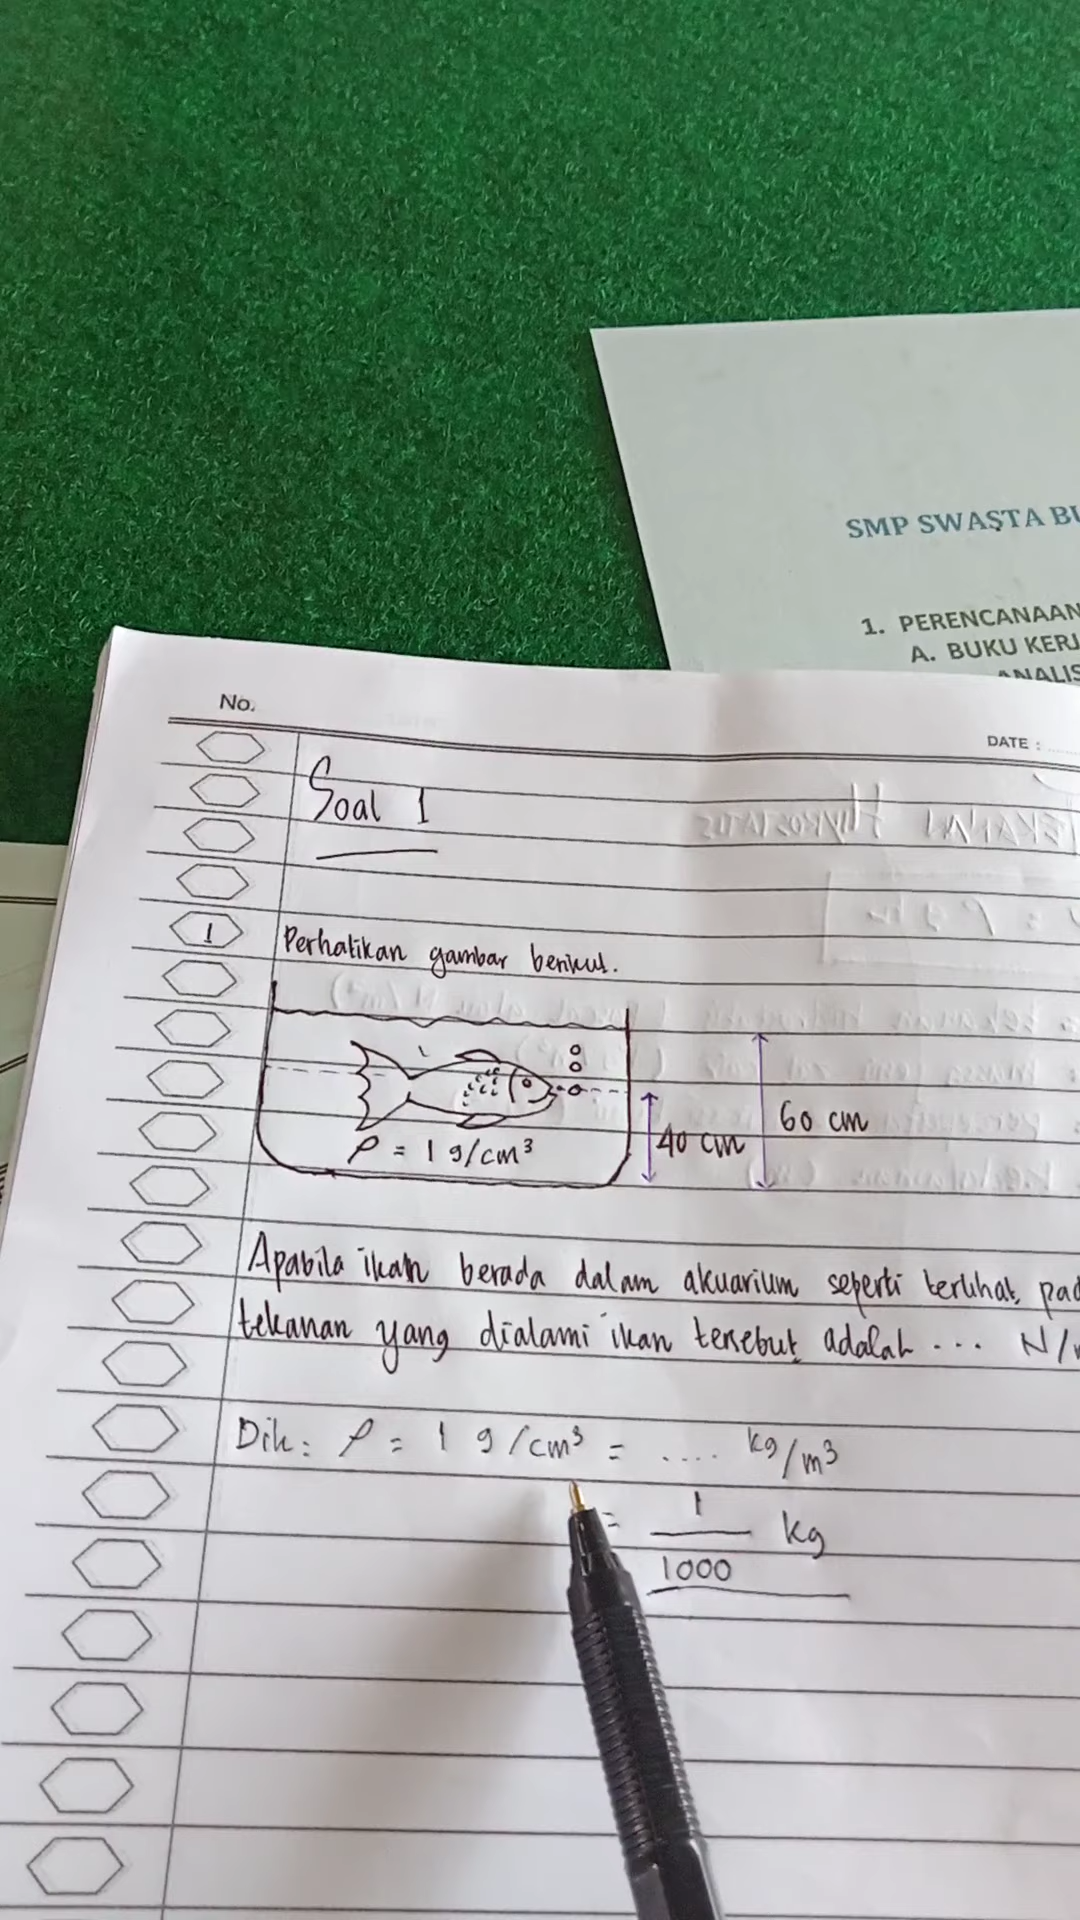 SMP SWASTA
1. PERENCANAAN
A. BUKU
No.
DATE :
Soal 1
1 Perhatikan gambar berikut.
ρ = 1 g/cm³
40 cm
60 cm
Apabila ikan berada dalam akuarium seperti terlihat
tekanan yang dialami ikan tersebut adalah ...
Dik: ρ = 1 g/cm³ = .... kg/m³
= 1/1000 kg